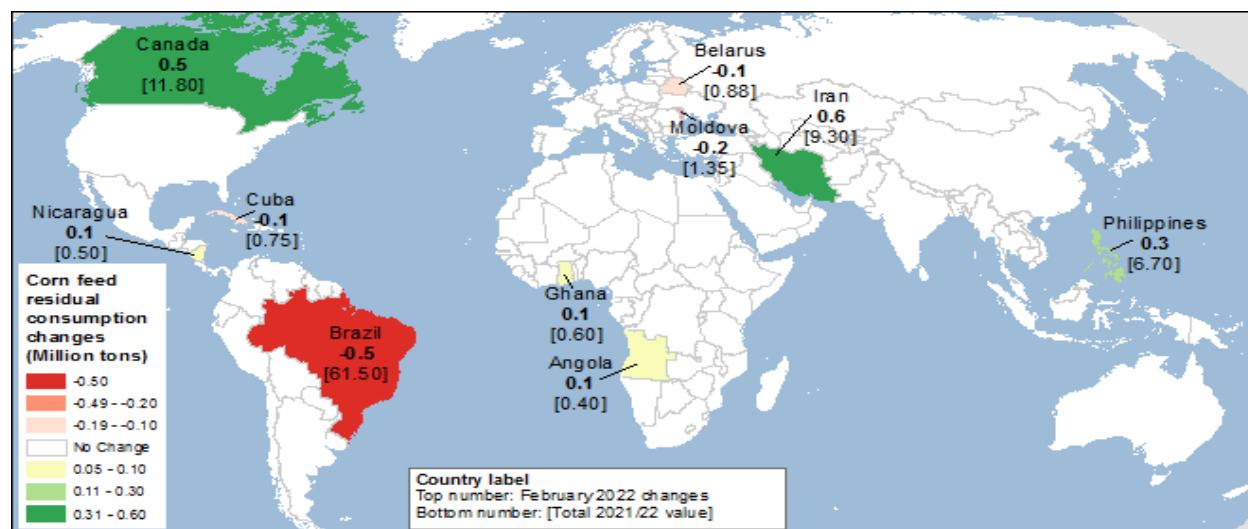 Canada
0.5
[11.80]
Belarus
-0.1
[0.88]
Iran
0.6
[9.30]
Moldova
-0.2
[1.35]
Cuba
-0.1
[0.75]
Nicaragua
0.1
[0.50]
Philippines
0.3
[6.70]
Ghana
0.1
[0.60]
Brazil
-0.5
[61.50]
Angola
0.1
[0.40]
Corn feed
residual
consumption
changes
(Million tons)
-0.50
-0.49 - -0.20
-0.19 - -0.10
No Change
0.05 - 0.10
0.11 - 0.30
0.31 - 0.60
Country label
Top number: February 2022 changes
Bottom number: [Total 2021/22 value]